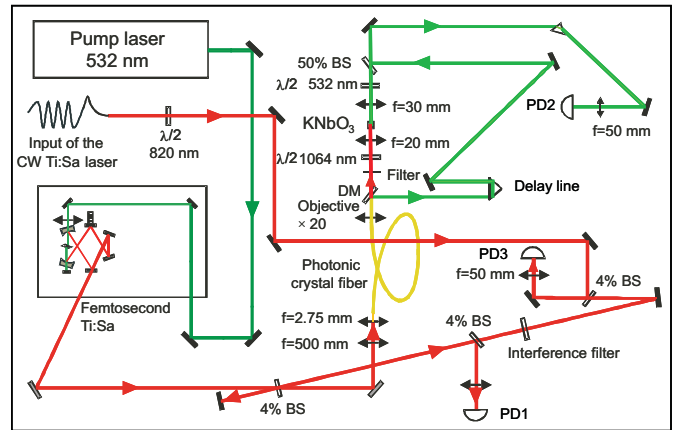 Pump laser
532 nm
50% BS
λ/2 532 nm
f=30 mm
KNbO3
f=20 mm
λ/2 1064 nm
Filter
DM
Objective
× 20
PD2
f=50 mm
Delay line
λ/2
820 nm
Input of the
CW Ti:Sa laser
Femtosecond
Ti:Sa
Photonic
crystal fiber
f=2.75 mm
f=500 mm
PD3
f=50 mm
4% BS
4% BS
Interference filter
4% BS
PD1